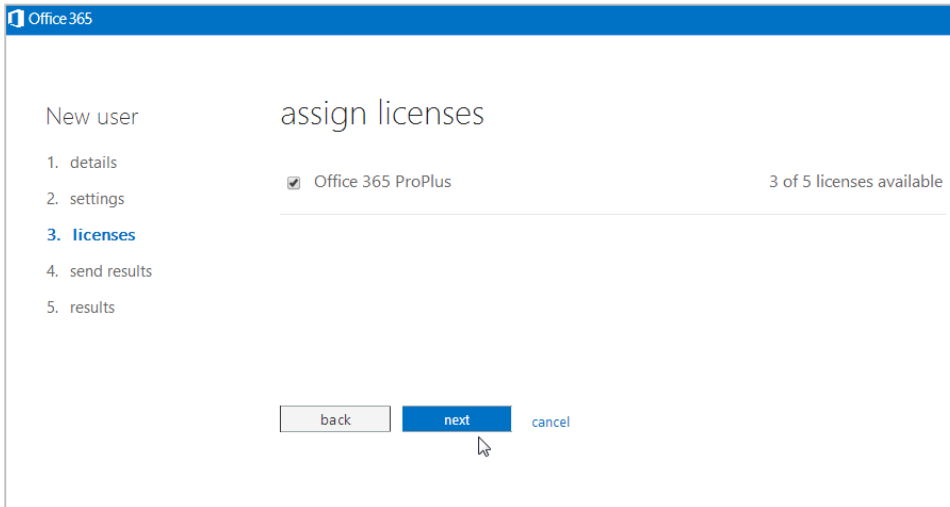 Office 365
New user
1. details
2. settings
3. licenses
4. send results
5. results
assign licenses
Office 365 ProPlus 3 of 5 licenses available
back next cancel